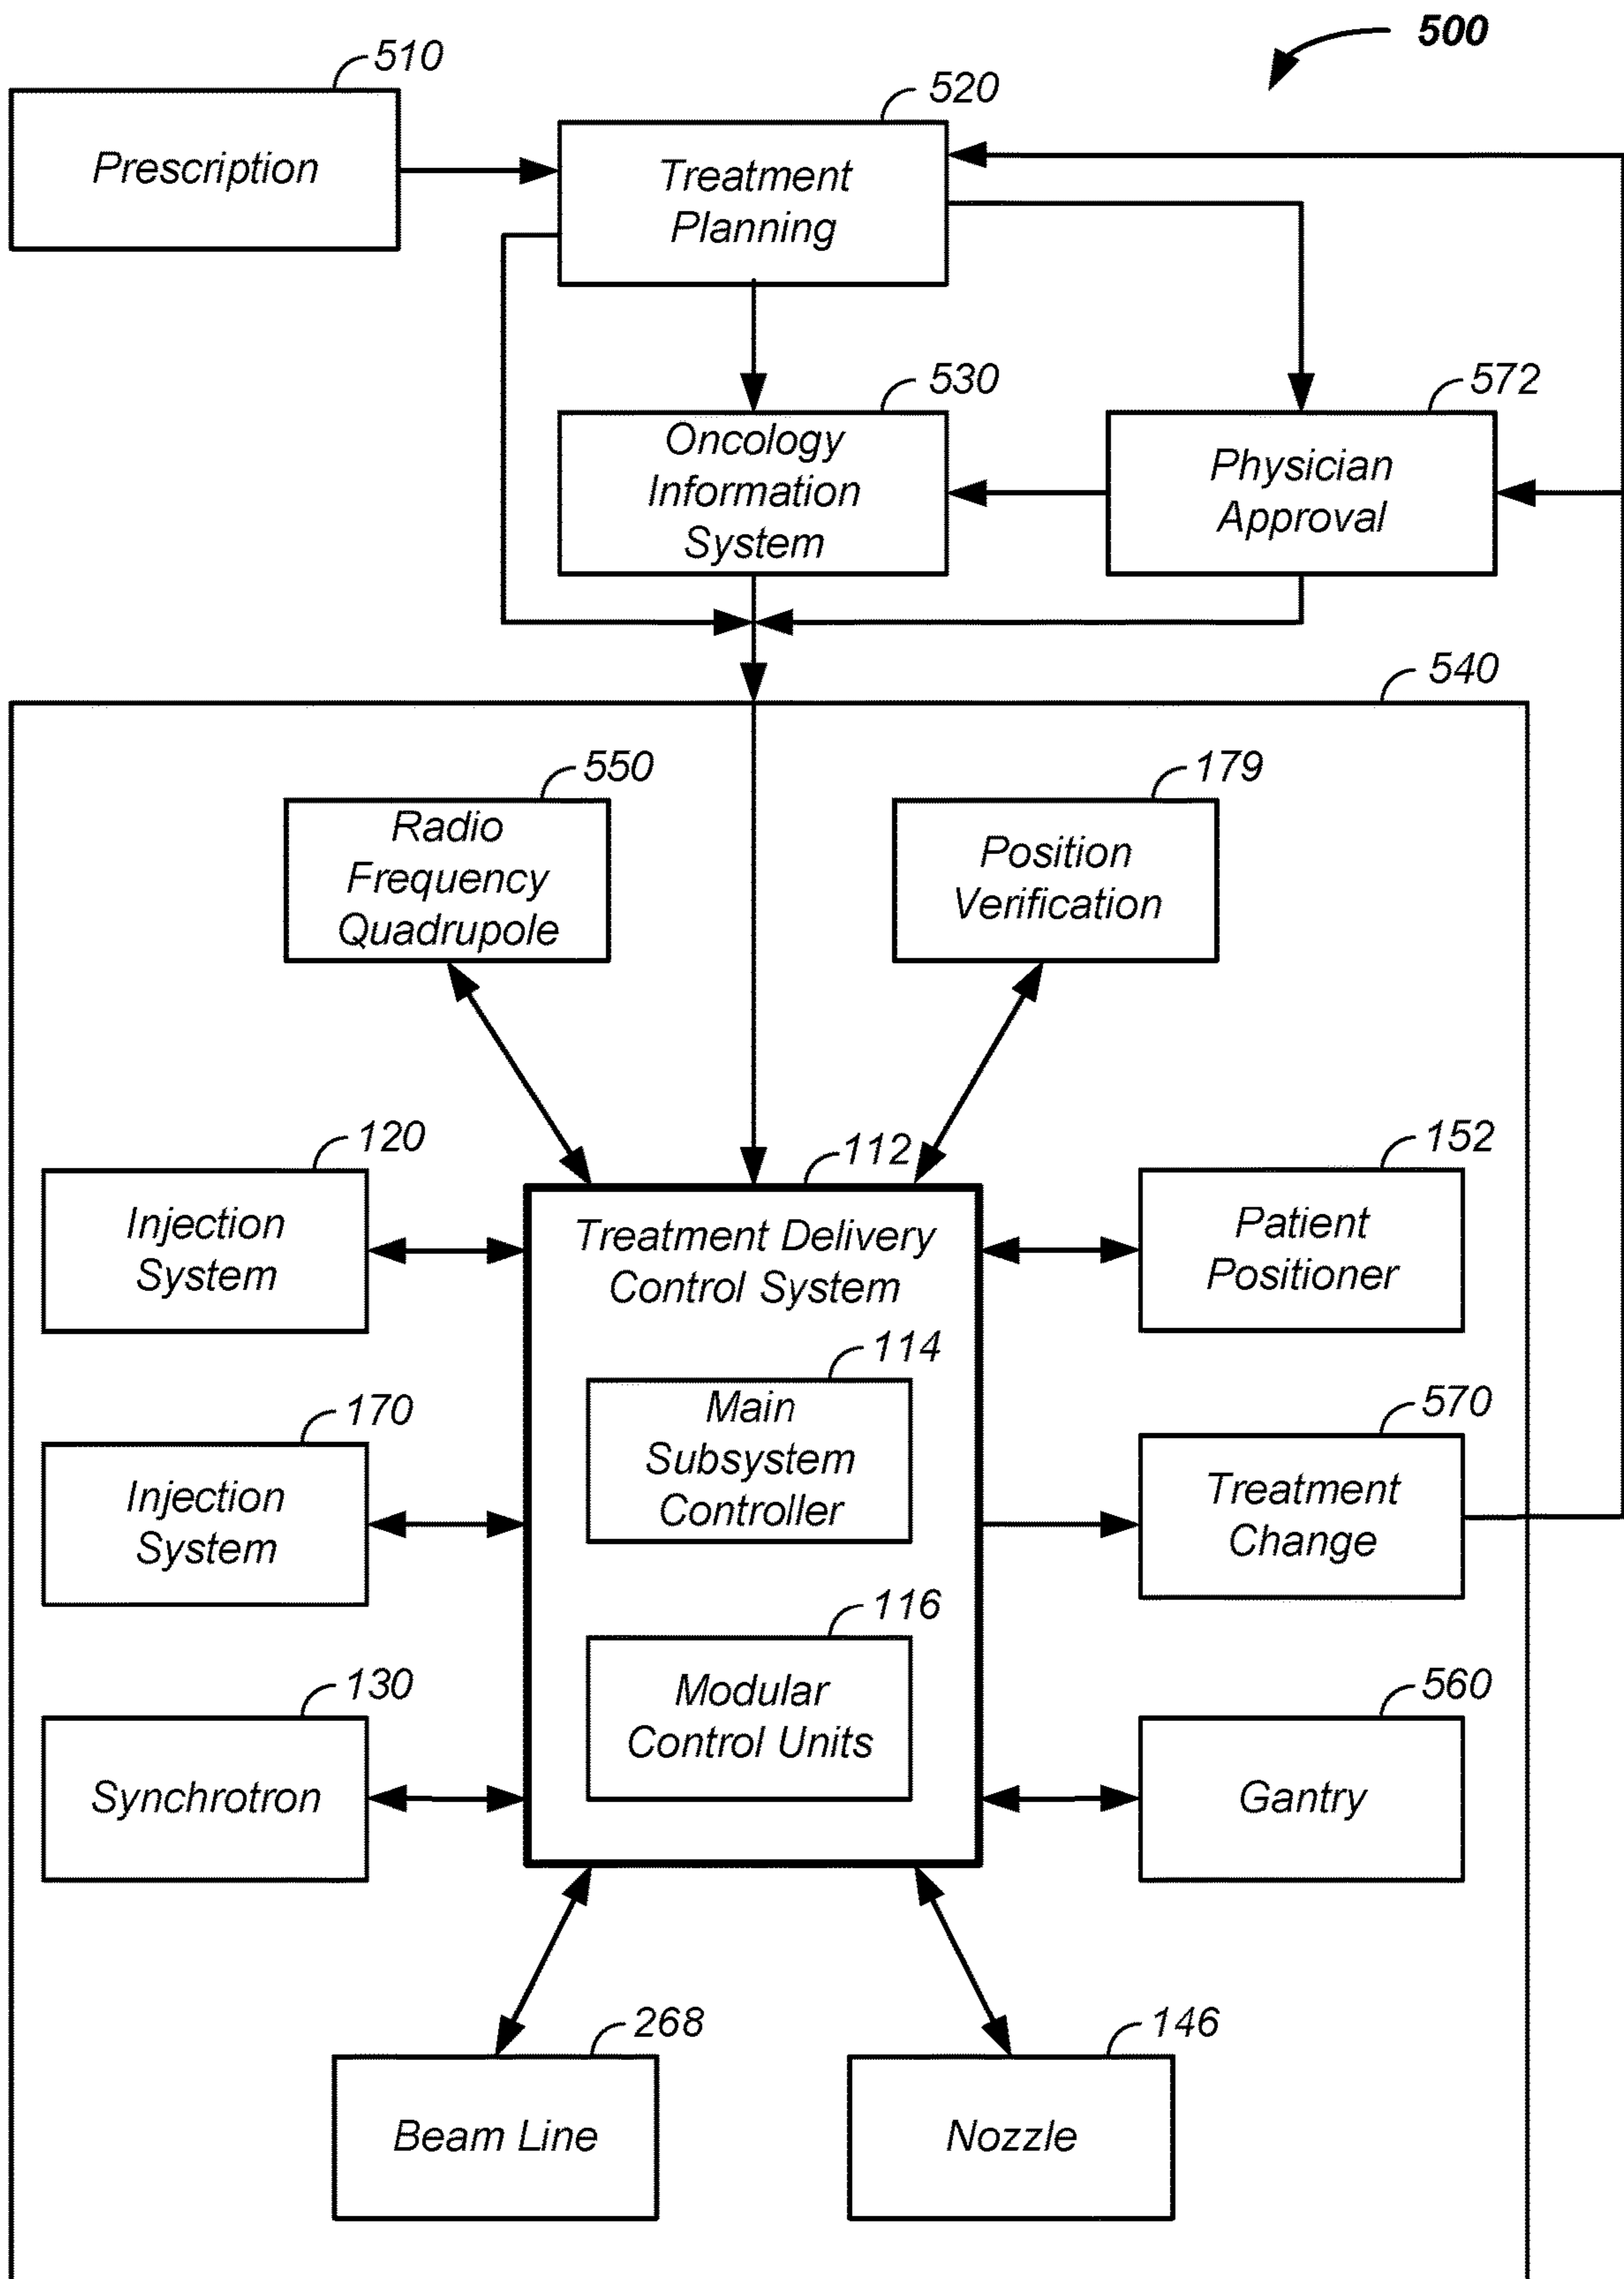 500
510
Prescription
520
Treatment
Planning
530
Oncology
Information
System
572
Physician
Approval
540
550
Radio
Frequency
Quadrupole
179
Position
Verification
120
Injection
System
112
Treatment Delivery
Control System
152
Patient
Positioner
114
Main
Subsystem
Controller
170
Injection
System
570
Treatment
Change
116
Modular
Control Units
130
Synchrotron
560
Gantry
268
Beam Line
146
Nozzle